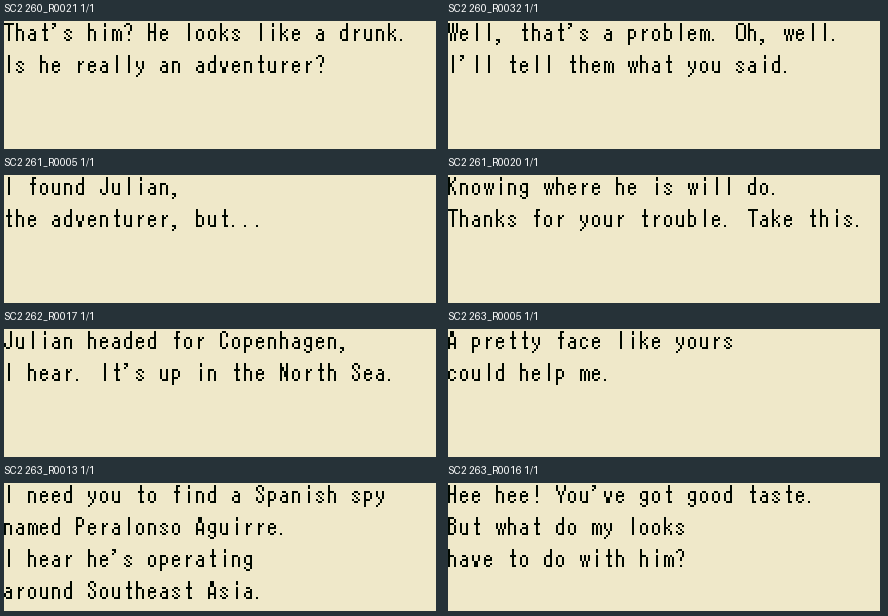 SC2 260_R0021 1/1
That's him? He looks like a drunk.
Is he really an adventurer?
SC2 260_R0032 1/1
Well, that's a problem. Oh, well.
I'll tell them what you said.
SC2 261_R0005 1/1
I found Julian,
the adventurer, but...
SC2 261_R0020 1/1
Knowing where he is will do.
Thanks for your trouble. Take this.
SC2 262_R0017 1/1
Julian headed for Copenhagen,
I hear. It's up in the North Sea.
SC2 263_R0005 1/1
A pretty face like yours
could help me.
SC2 263_R0013 1/1
I need you to find a Spanish spy
named Peralonso Aguirre.
I hear he's operating
around Southeast Asia.
SC2 263_R0016 1/1
Hee hee! You've got good taste.
But what do my looks
have to do with him?